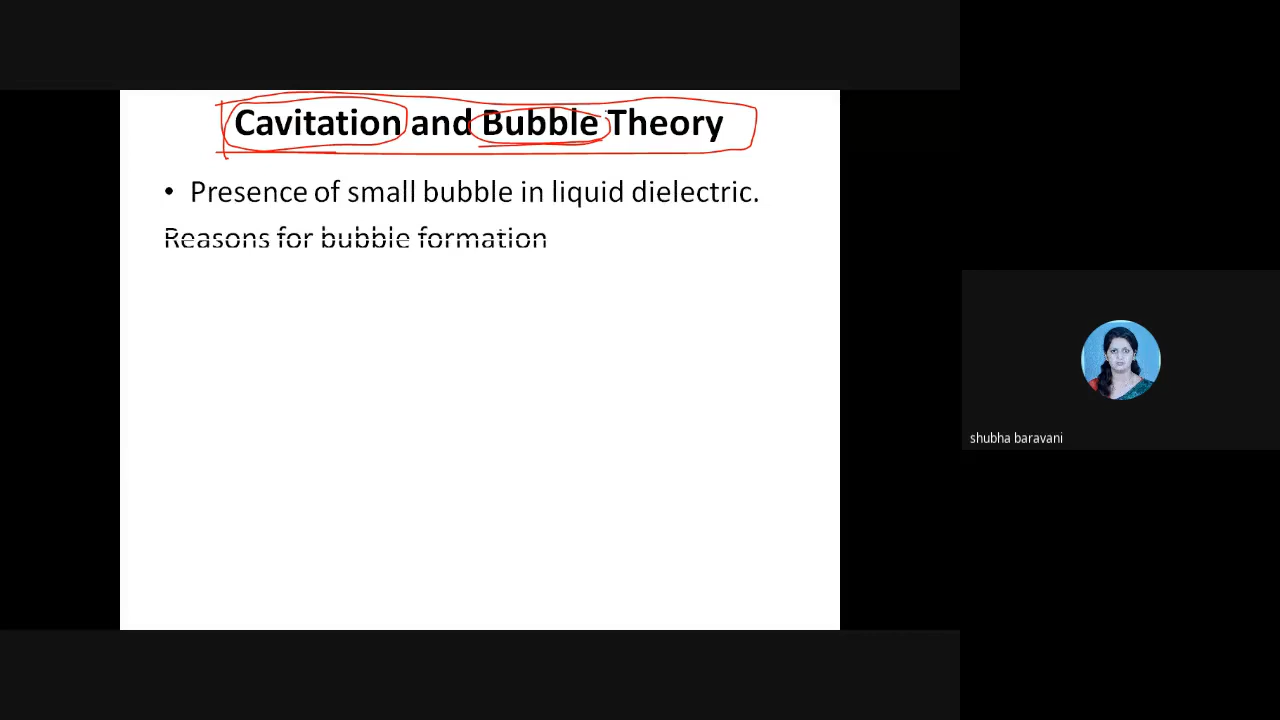 Cavitation and Bubble Theory
• Presence of small bubble in liquid dielectric.
Reasons for bubble formation
shubha baravani